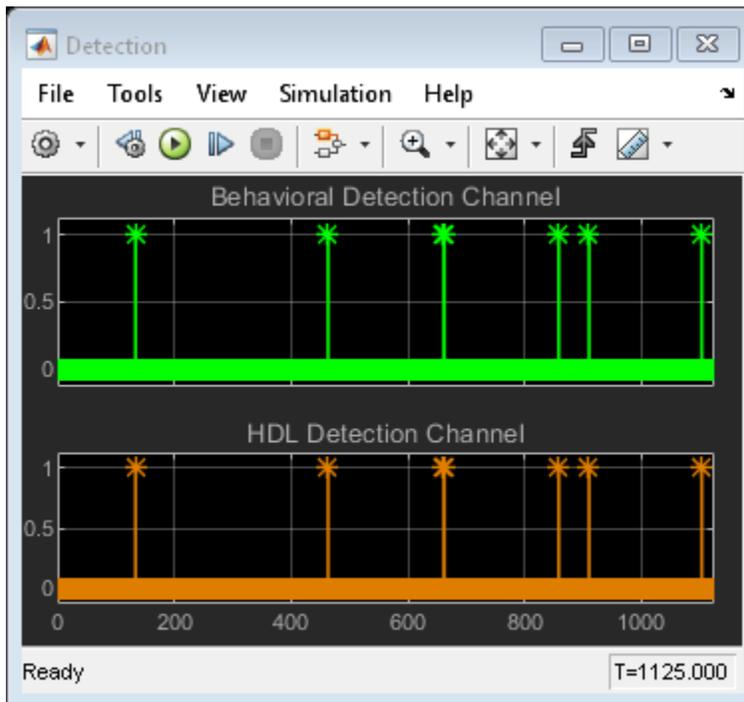 Detection
File Tools View Simulation Help
Behavioral Detection Channel
1
0.5
0
HDL Detection Channel
1
0.5
0
0 200 400 600 800 1000
Ready T=1125.000